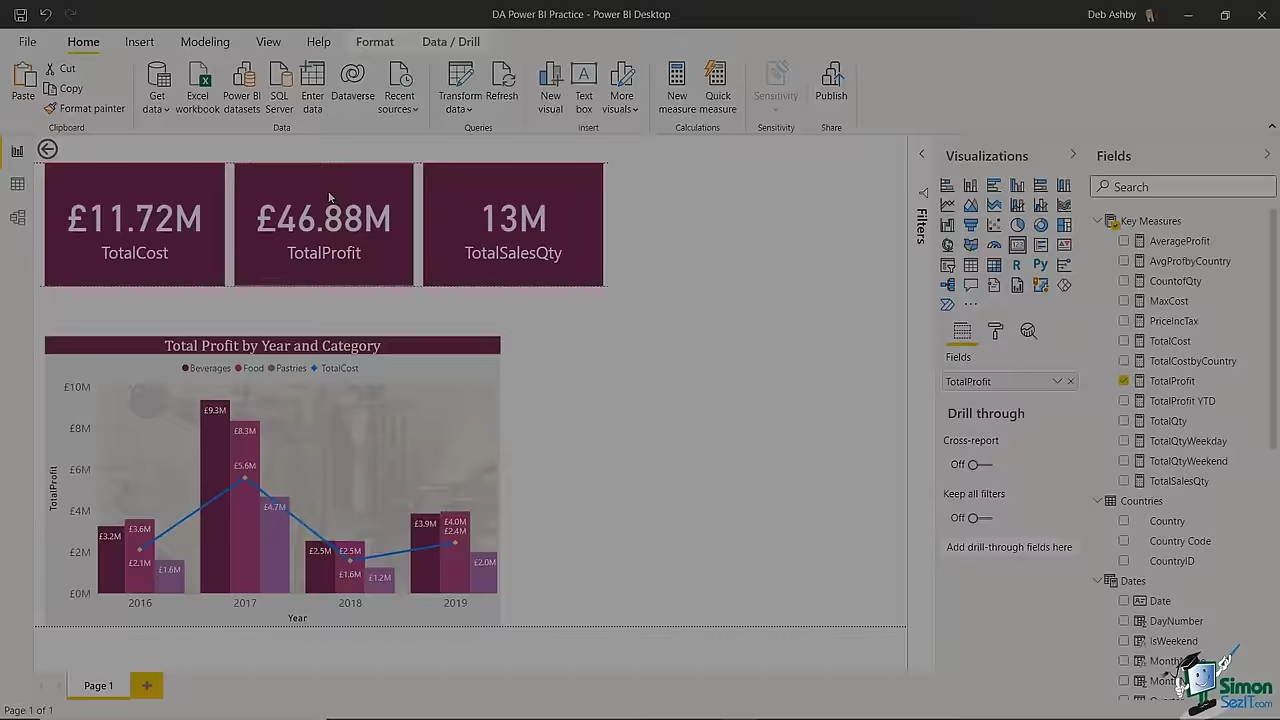 DA Power BI Practice - Power BI Desktop
Deb Ashby
File Home Insert Modeling View Help Format Data / Drill
Paste
Cut
Copy
Format painter
Clipboard
Get data
Excel workbook
Power BI datasets
SQL Server
Enter data
Dataverse
Recent sources
Data
Transform data
Refresh
Queries
New visual
Text box
More visuals
Insert
New measure
Quick measure
Calculations
Sensitivity
Sensitivity
Publish
Share
£11.72M
TotalCost
£46.88M
TotalProfit
13M
TotalSalesQty
Total Profit by Year and Category
Beverages Food Pastries TotalCost
TotalProfit
£10M
£8M
£6M
£4M
£2M
£0M
£3.2M
£3.6M
£2.1M
£1.6M
£9.3M
£8.3M
£5.6M
£4.7M
£2.5M
£2.5M
£1.6M
£1.2M
£3.9M
£4.0M
£2.4M
£2.0M
2016 2017 2018 2019
Year
Page 1
Page 1 of 1
Filters
Visualizations
R
Py
Fields
TotalProfit
Drill through
Cross-report
Off
Keep all filters
Off
Add drill-through fields here
Fields
Search
Key Measures
AverageProfit
AvgProfbyCountry
CountofQty
MaxCost
PriceIncTax
TotalCost
TotalCostbyCountry
TotalProfit
TotalProfit YTD
TotalQty
TotalQtyWeekday
TotalQtyWeekend
TotalSalesQty
Countries
Country
Country Code
CountryID
Dates
Date
DayNumber
IsWeekend
Simon
SezIT.com